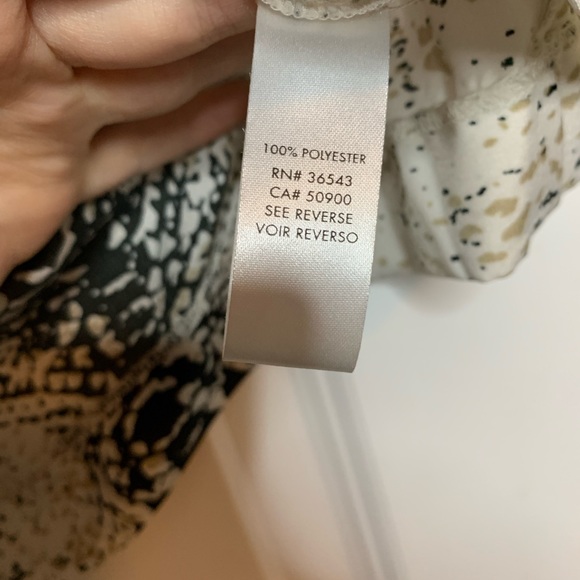 100% POLYESTER
RN# 36543
CA# 50900
SEE REVERSE
VOIR REVERSO